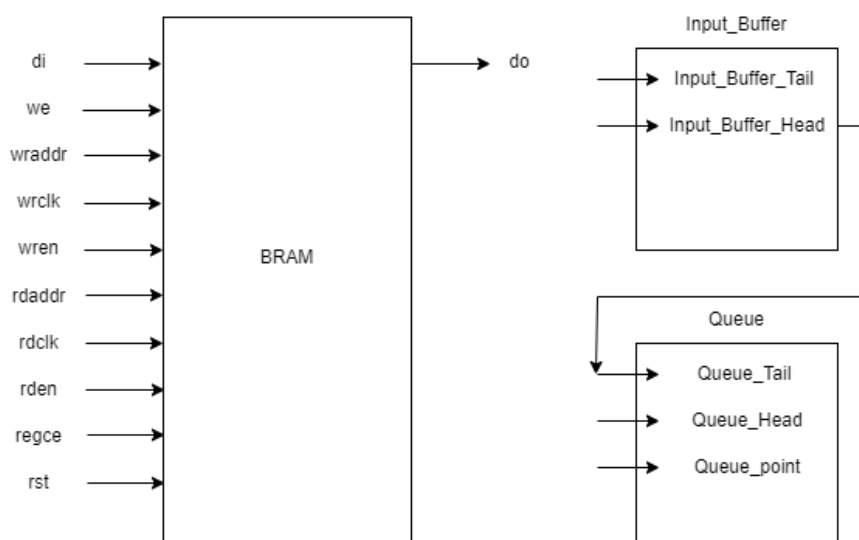 di
we
wraddr
wrclk
wren
rdaddr
rdclk
rden
regce
rst
BRAM
do
Input_Buffer
Input_Buffer_Tail
Input_Buffer_Head
Queue
Queue_Tail
Queue_Head
Queue_point